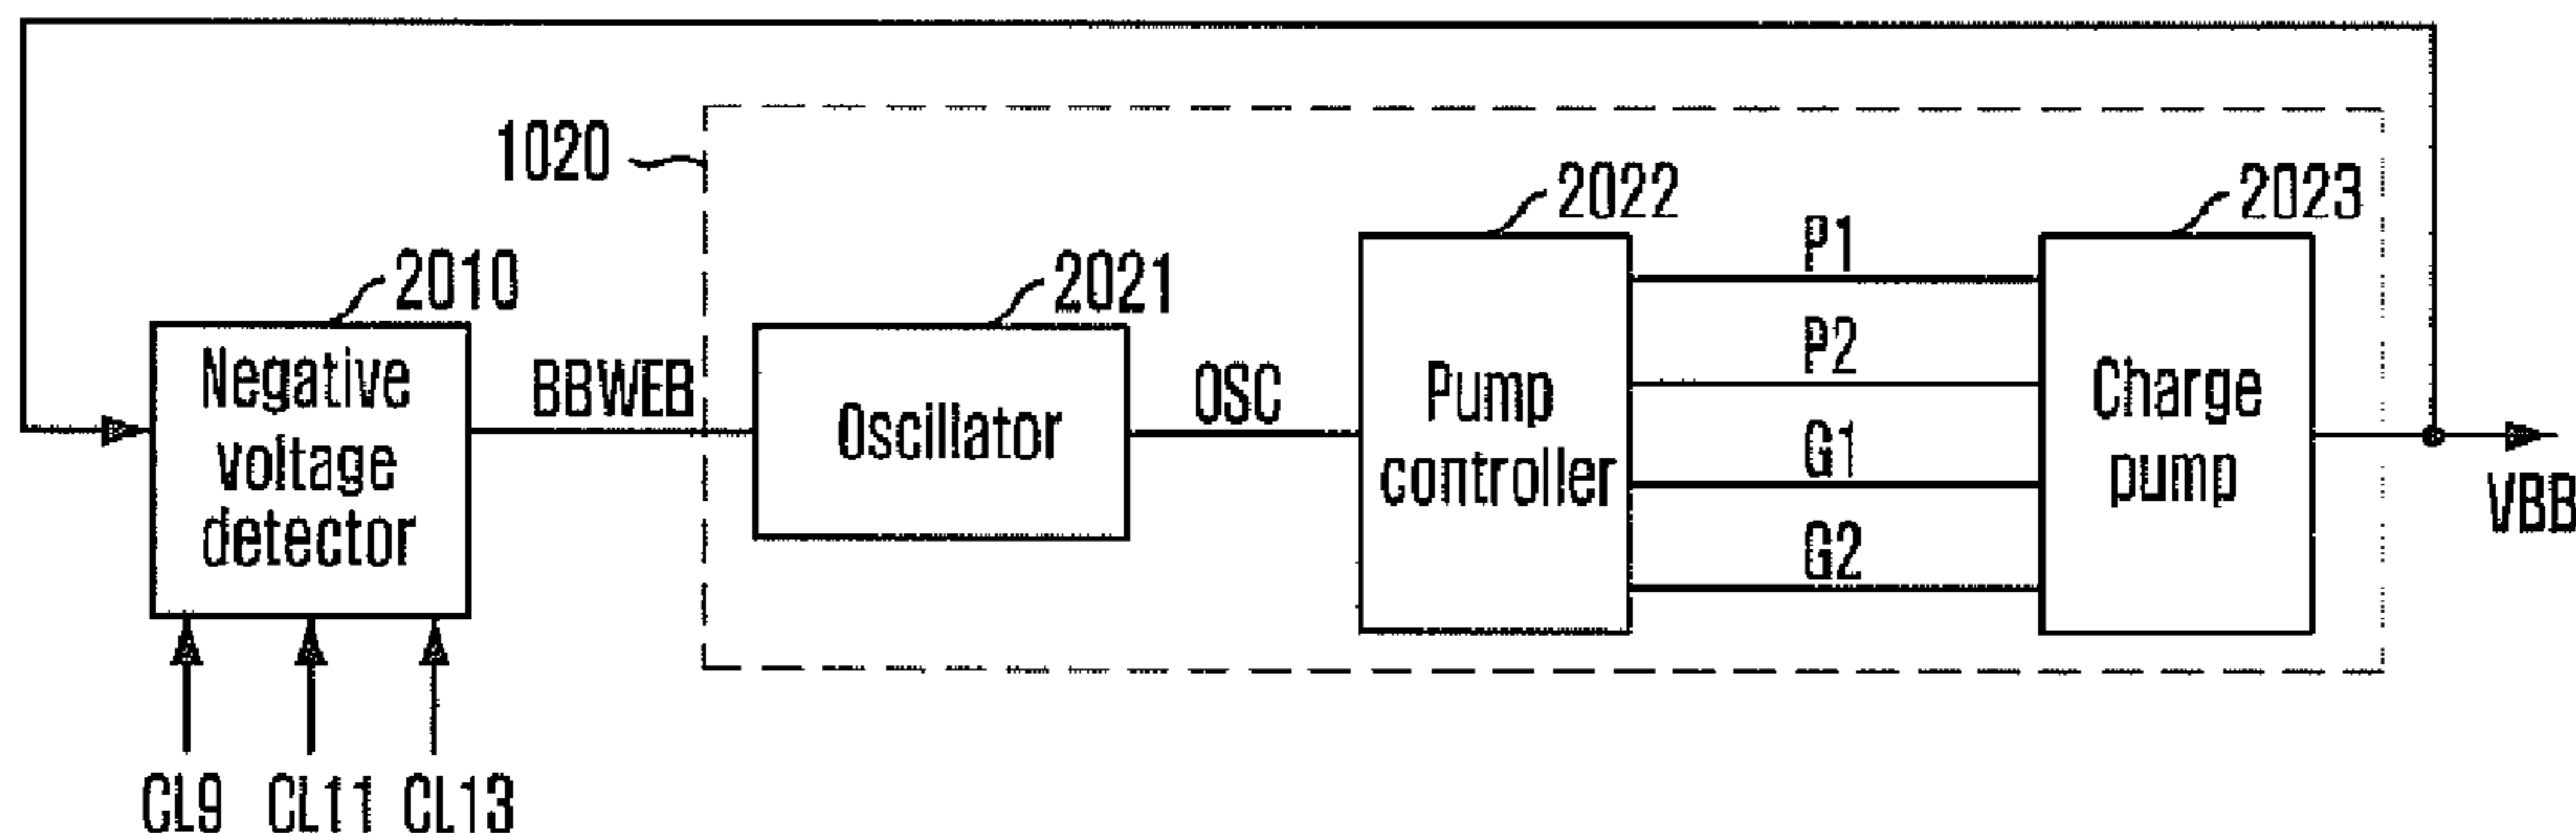 1020
2022
2023
P1
2010
2021
P2
Negative
voltage
detector
BBWEB
Oscillator
OSC
Pump
controller
G1
G2
Charge
pump
VBB
CL9 CL11 CL13